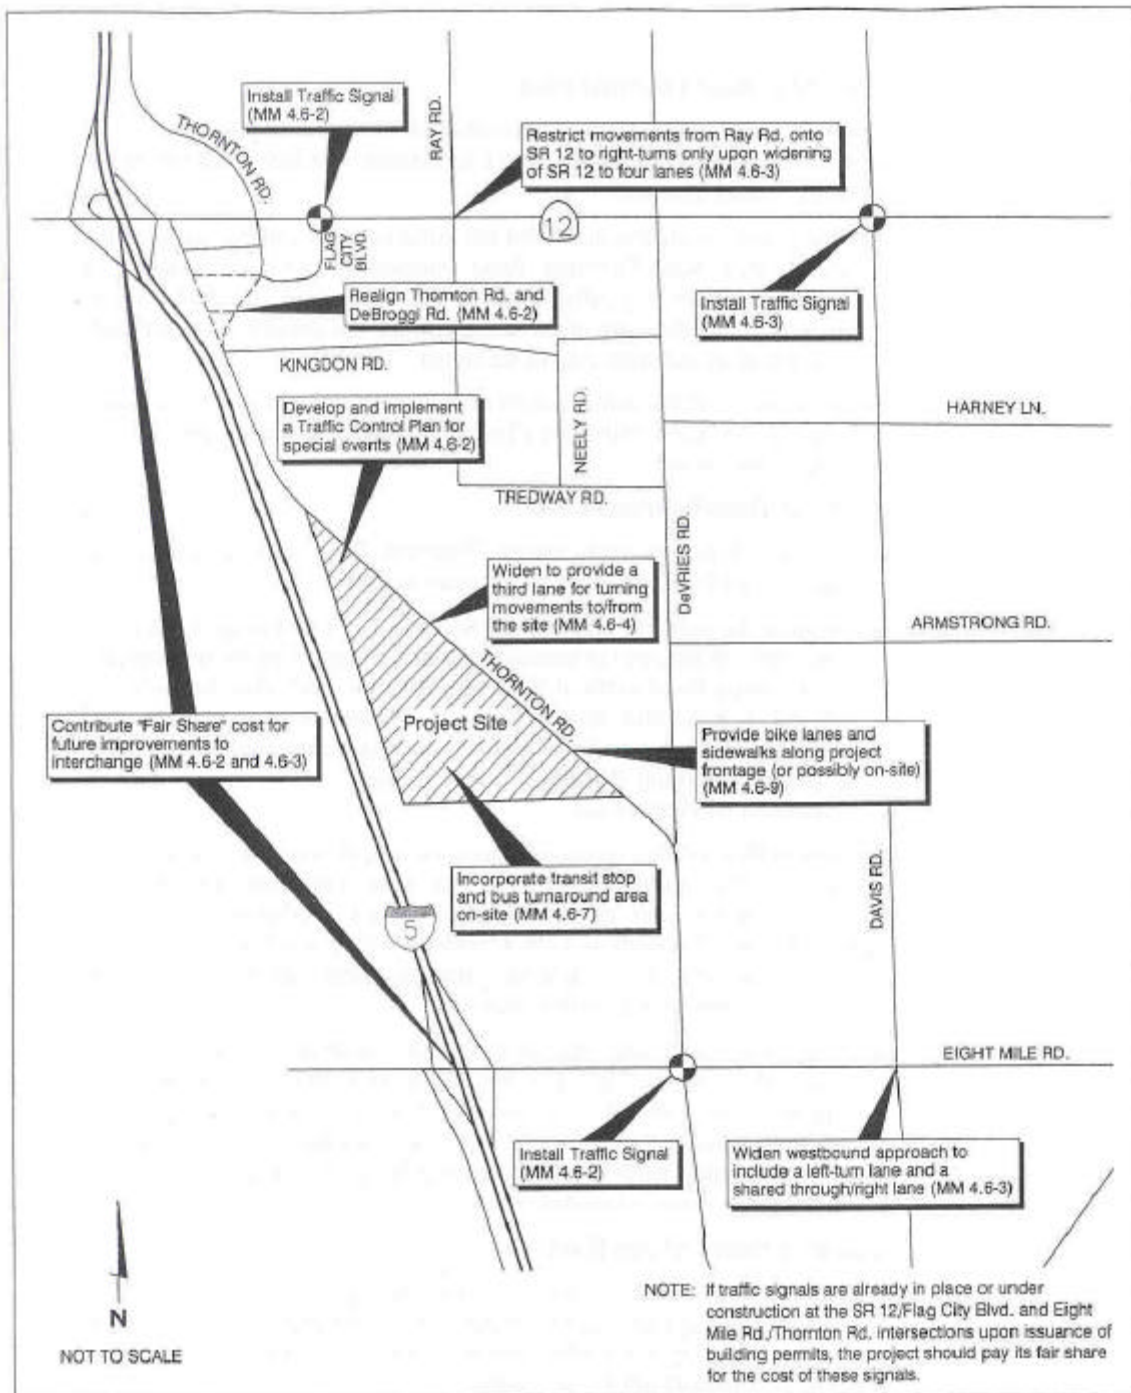 Install Traffic Signal
(MM 4.6-2)
THORNTON RD.
RAY RD.
Restrict movements from Ray Rd. onto
SR 12 to right-turns only upon widening
of SR 12 to four lanes (MM 4.6-3)
12
FLAG
CITY
BLVD.
Realign Thornton Rd. and
DeBroggi Rd. (MM 4.6-2)
Install Traffic Signal
(MM 4.6-3)
KINGDON RD.
Develop and implement
a Traffic Control Plan for
special events (MM 4.6-2)
NEELY RD.
HARNEY LN.
TREDWAY RD.
DeVRIES RD.
Widen to provide a
third lane for turning
movements to/from
the site (MM 4.6-4)
ARMSTRONG RD.
THORNTON RD.
Project Site
Contribute "Fair Share" cost for
future improvements to
interchange (MM 4.6-2 and 4.6-3)
Provide bike lanes and
sidewalks along project
frontage (or possibly on-site)
(MM 4.6-9)
Incorporate transit stop
and bus turnaround area
on-site (MM 4.6-7)
DAVIS RD.
5
EIGHT MILE RD.
Install Traffic Signal
(MM 4.6-2)
Widen westbound approach to
include a left-turn lane and a
shared through/right lane (MM 4.6-3)
N
NOT TO SCALE
NOTE: If traffic signals are already in place or under
construction at the SR 12/Flag City Blvd. and Eight
Mile Rd./Thornton Rd. intersections upon issuance of
building permits, the project should pay its fair share
for the cost of these signals.